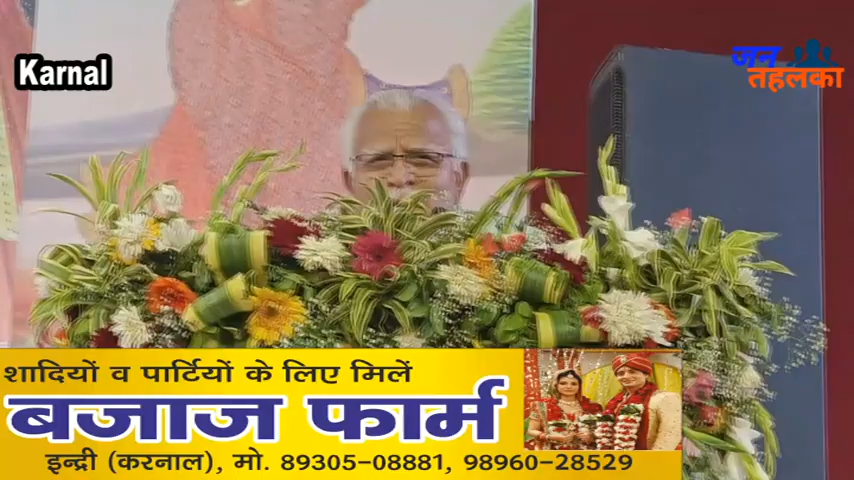 Karnal
जन
तहलका
शादियों व पार्टियों के लिए मिलें
बजाज फार्म
इन्द्री (करनाल), मो. 89305-08881, 98960-28529